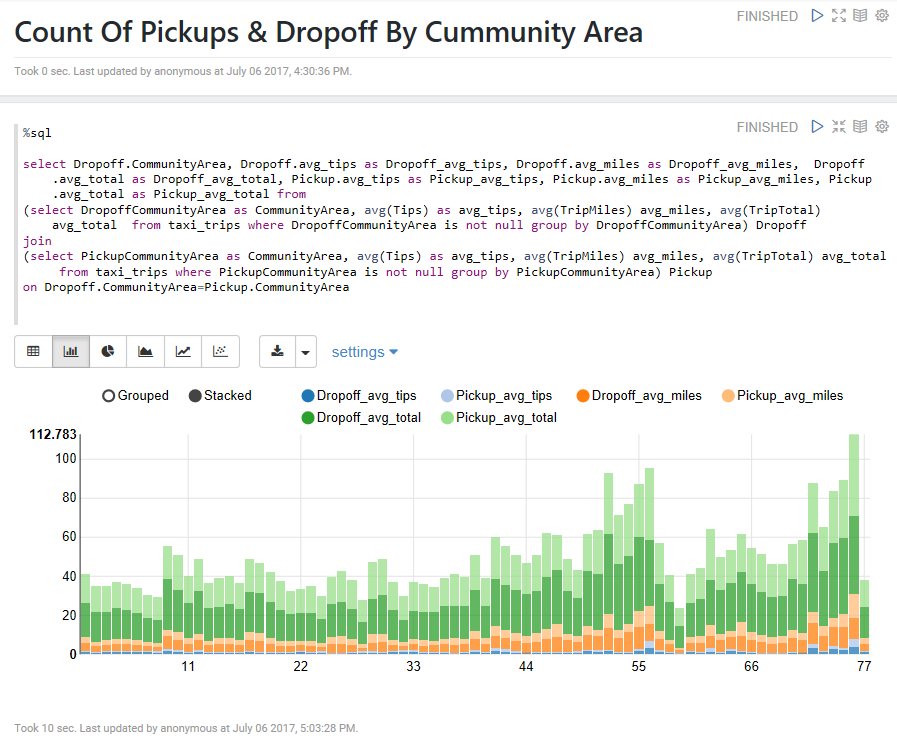 FINISHED
Count Of Pickups & Dropoff By Cummunity Area
Took 0 sec. Last updated by anonymous at July 06 2017, 4:30:36 PM.
FINISHED
%sql
select Dropoff.CommunityArea, Dropoff.avg_tips as Dropoff_avg_tips, Dropoff.avg_miles as Dropoff_avg_miles,  Dropoff
.avg_total as Dropoff_avg_total, Pickup.avg_tips as Pickup_avg_tips, Pickup.avg_miles as Pickup_avg_miles, Pickup
.avg_total as Pickup_avg_total from
(select DropoffCommunityArea as CommunityArea, avg(Tips) as avg_tips, avg(TripMiles) avg_miles, avg(TripTotal)
avg_total  from taxi_trips where DropoffCommunityArea is not null group by DropoffCommunityArea) Dropoff
join
(select PickupCommunityArea as CommunityArea, avg(Tips) as avg_tips, avg(TripMiles) avg_miles, avg(TripTotal) avg_total
from taxi_trips where PickupCommunityArea is not null group by PickupCommunityArea) Pickup
on Dropoff.CommunityArea=Pickup.CommunityArea
settings
Grouped Stacked Dropoff_avg_tips Pickup_avg_tips Dropoff_avg_miles Pickup_avg_miles
Dropoff_avg_total Pickup_avg_total
112.783
100
80
60
40
20
0
11 22 33 44 55 66 77
Took 10 sec. Last updated by anonymous at July 06 2017, 5:03:28 PM.